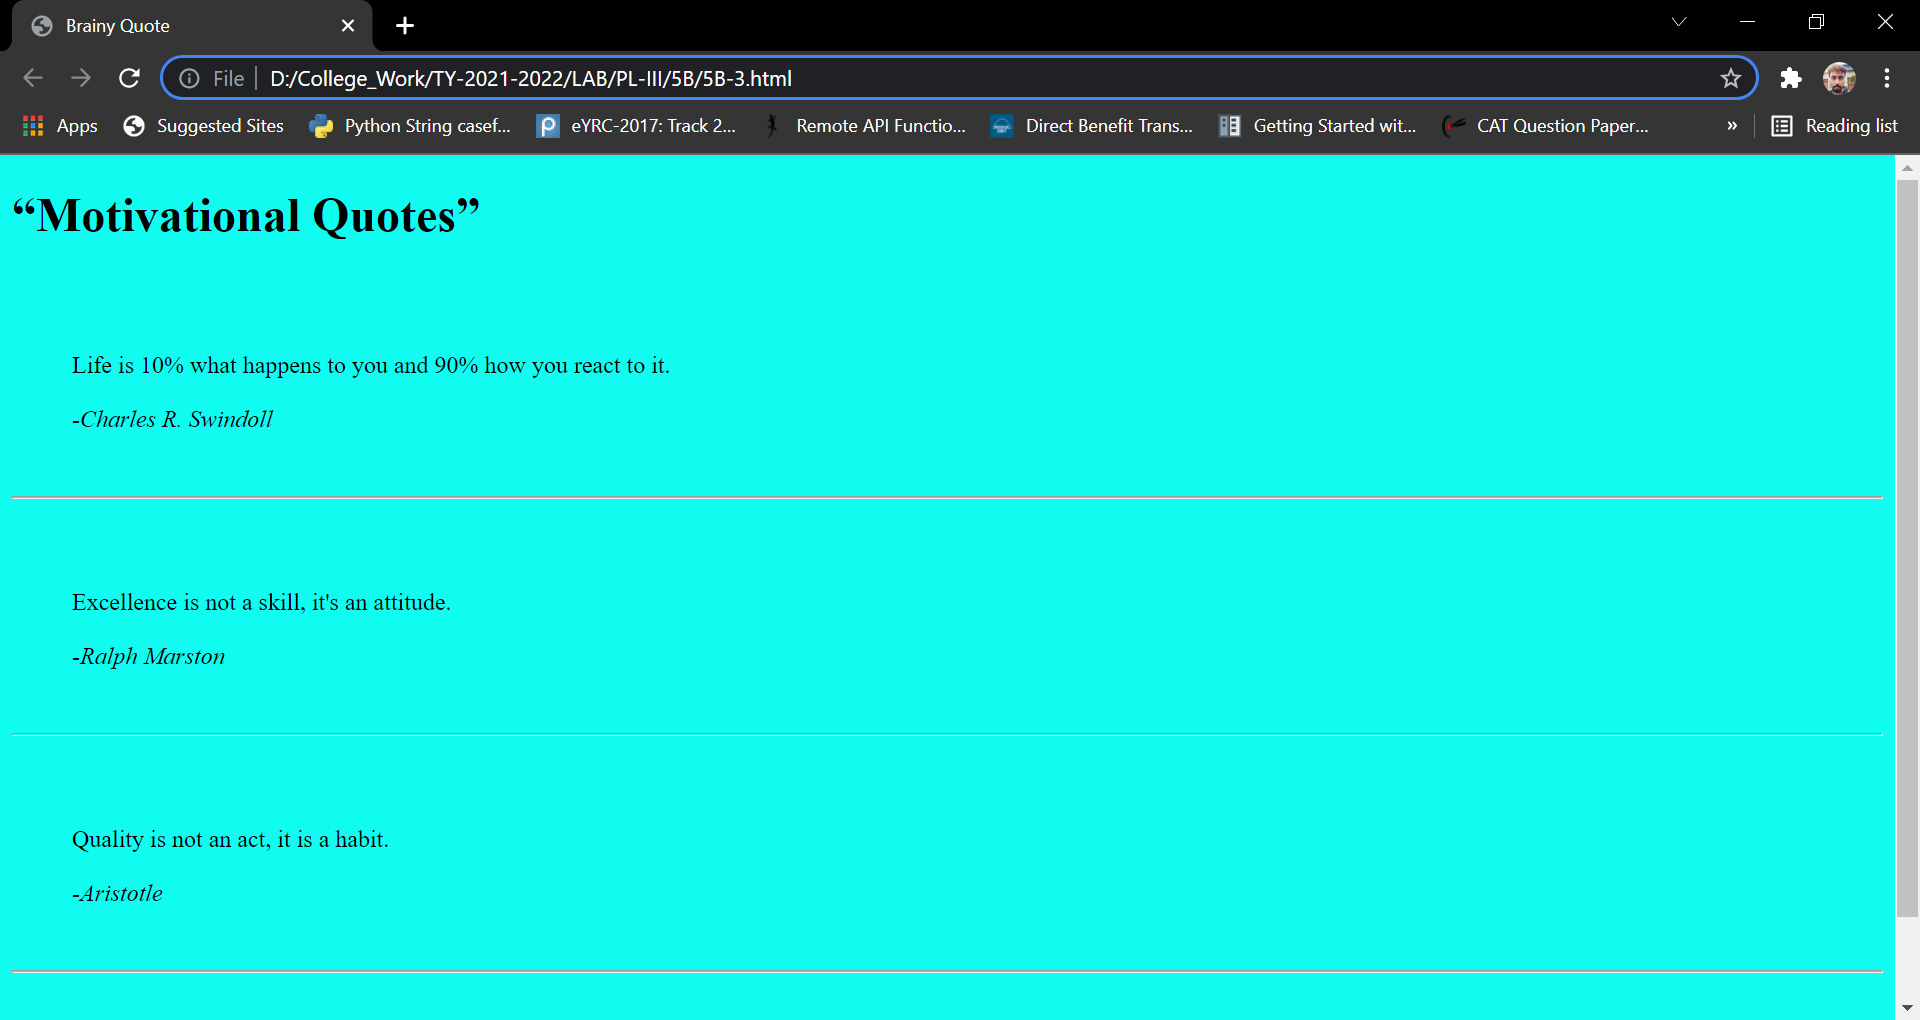 Brainy Quote
File D:/College_Work/TY-2021-2022/LAB/PL-III/5B/5B-3.html
Apps Suggested Sites Python String casef... eYRC-2017: Track 2... Remote API Functio... Direct Benefit Trans... Getting Started wit... CAT Question Paper... » Reading list
“Motivational Quotes”
Life is 10% what happens to you and 90% how you react to it.
-Charles R. Swindoll
Excellence is not a skill, it's an attitude.
-Ralph Marston
Quality is not an act, it is a habit.
-Aristotle